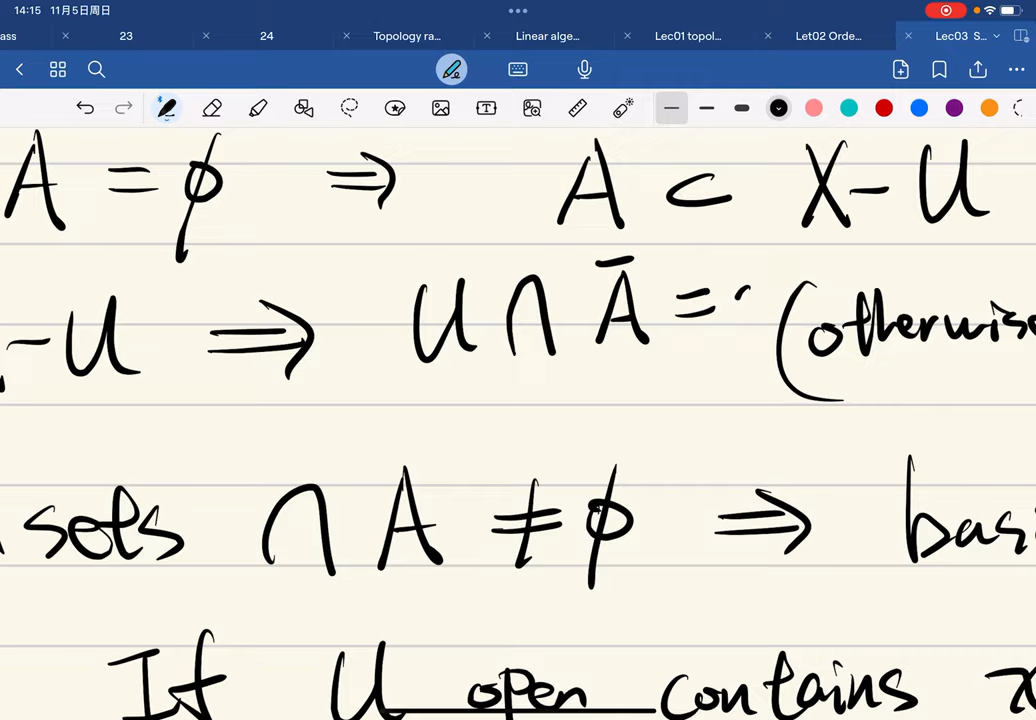 14:15 11月5日周日
ass 23 24 Topology ra... Linear alge... Lec01 topol... Let02 Orde... Lec03 S...
A = ϕ ⇒ A ⊂ X - U
- U ⇒ U ∩ Ā = (otherwise
sets ∩ A ≠ ϕ ⇒ bas
If U open contains x